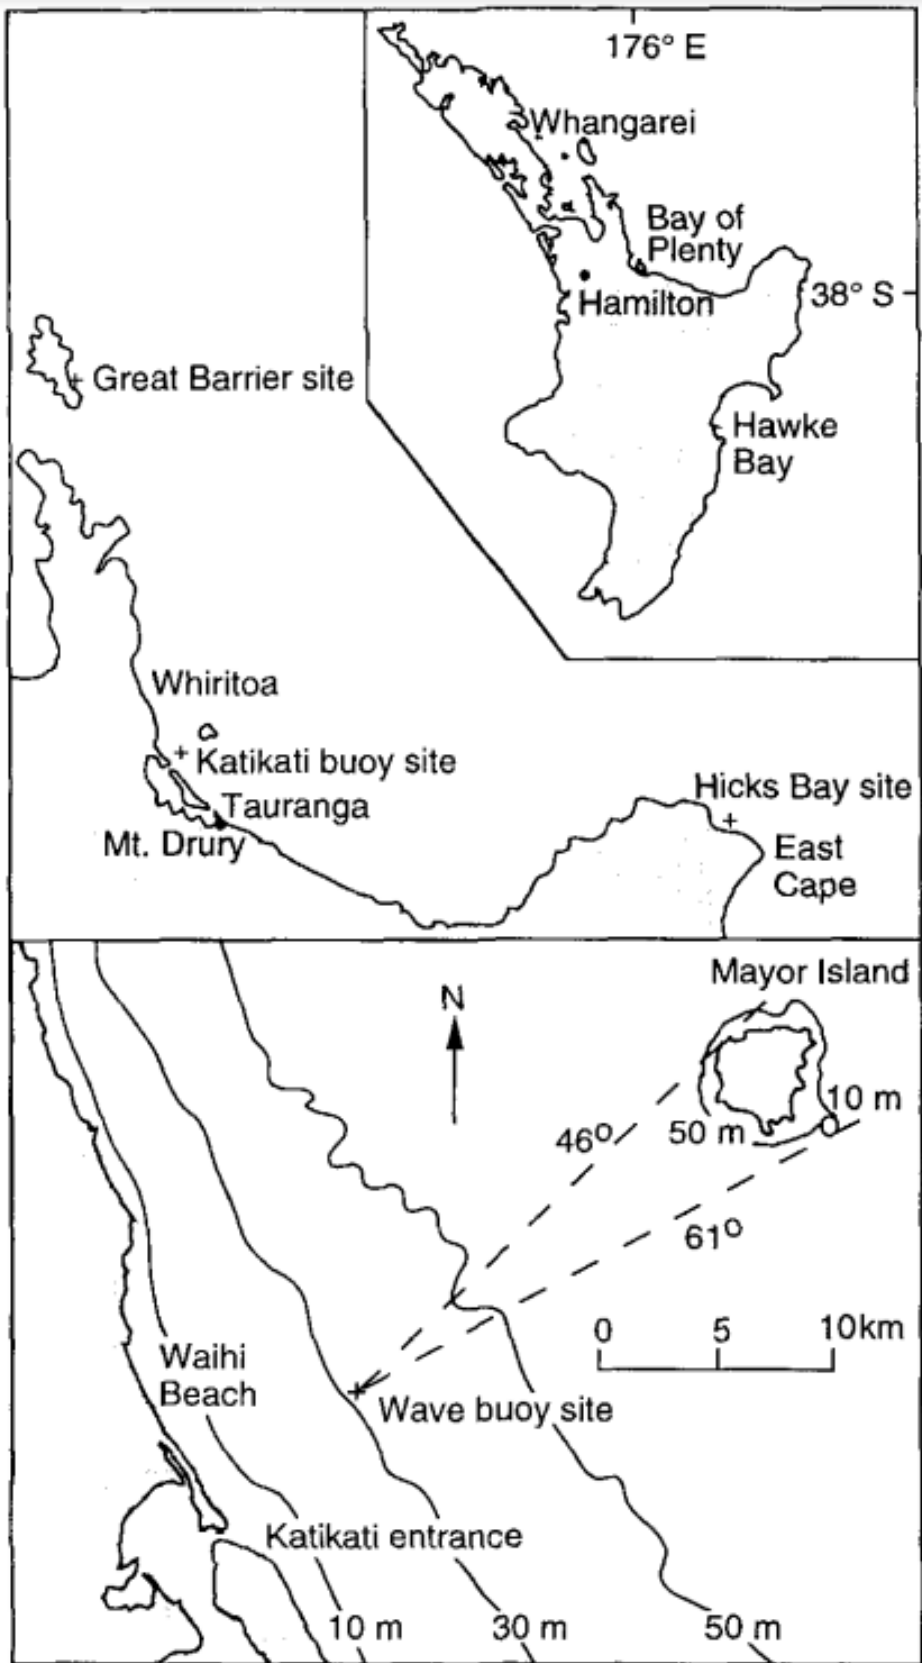 176° E
Whangarei
Bay of
Plenty
38° S
Hamilton
Great Barrier site
Hawke
Bay
Whiritoa
Katikati buoy site
Hicks Bay site
Tauranga
Mt. Drury
East
Cape
Mayor Island
N
10 m
50 m
46°
61°
0 5 10km
Waihi
Beach
Wave buoy site
Katikati entrance
10 m 30 m 50 m